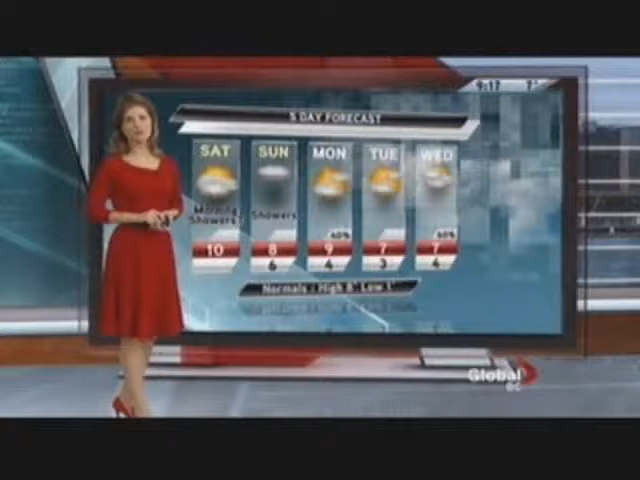 9:17 7°
5 DAY FORECAST
SAT SUN MON TUE WED
Morning Showers? Showers
40% 60%
10 8 9 7 7
6 4 3 4
Normals : High 8° Low 1°
Global
BC